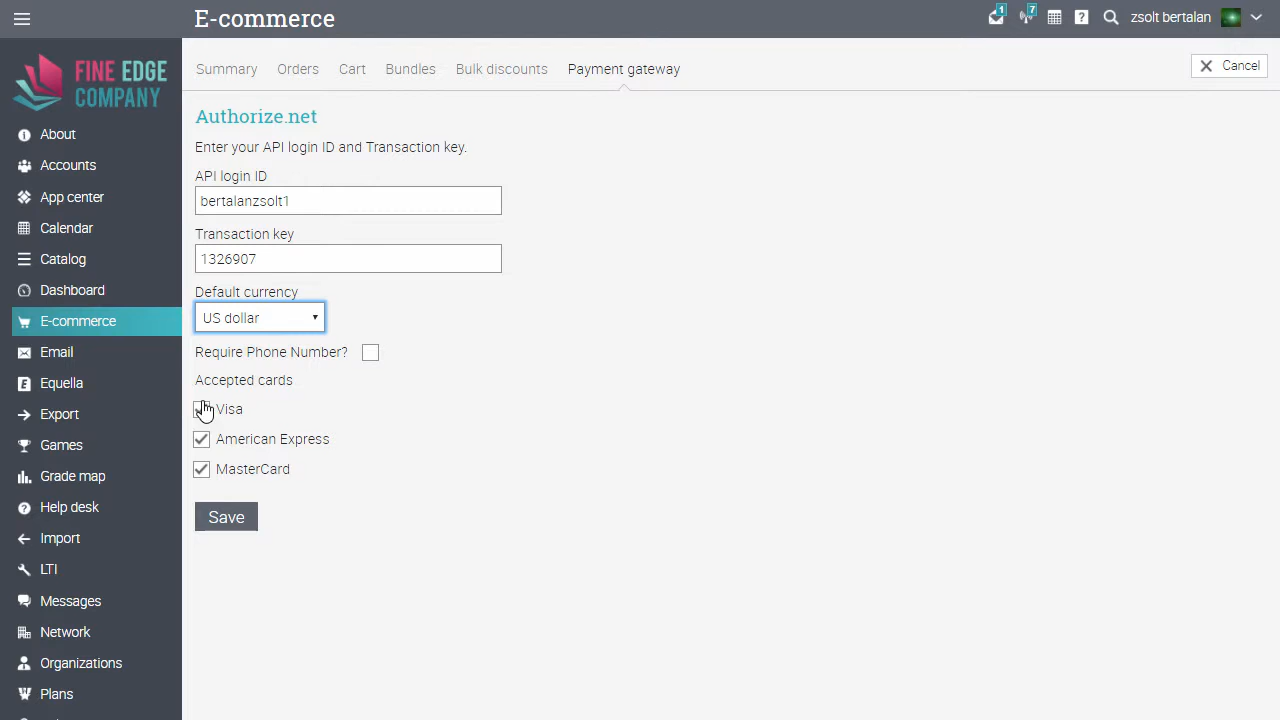 E-commerce
1
7
?
zsolt bertalan
FINE EDGE
COMPANY
Summary
Orders
Cart
Bundles
Bulk discounts
Payment gateway
Cancel
Authorize.net
Enter your API login ID and Transaction key.
API login ID
bertalanzsolt1
Transaction key
1326907
Default currency
US dollar
Require Phone Number?
Accepted cards
Visa
American Express
MasterCard
Save
About
Accounts
App center
Calendar
Catalog
Dashboard
E-commerce
Email
Equella
Export
Games
Grade map
Help desk
Import
LTI
Messages
Network
Organizations
Plans